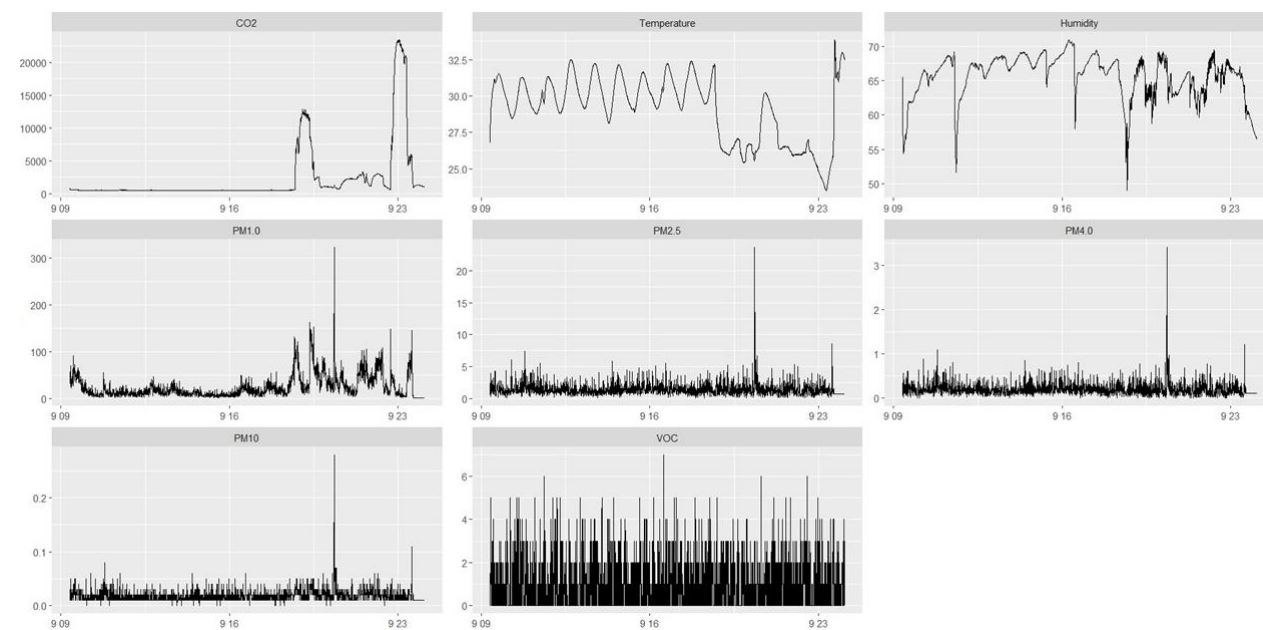 CO2 Temperature Humidity
20000 15000 10000 5000 0
32.5 30.0 27.5 25.0
70 65 60 55 50
9 09 9 16 9 23 9 09 9 16 9 23 9 09 9 16 9 23
PM1.0 PM2.5 PM4.0
300 200 100 0
20 15 10 5 0
3 2 1 0
9 09 9 16 9 23 9 09 9 16 9 23 9 09 9 16 9 23
PM10 VOC
0.2 0.1 0.0
6 4 2 0
9 09 9 16 9 23 9 09 9 16 9 23